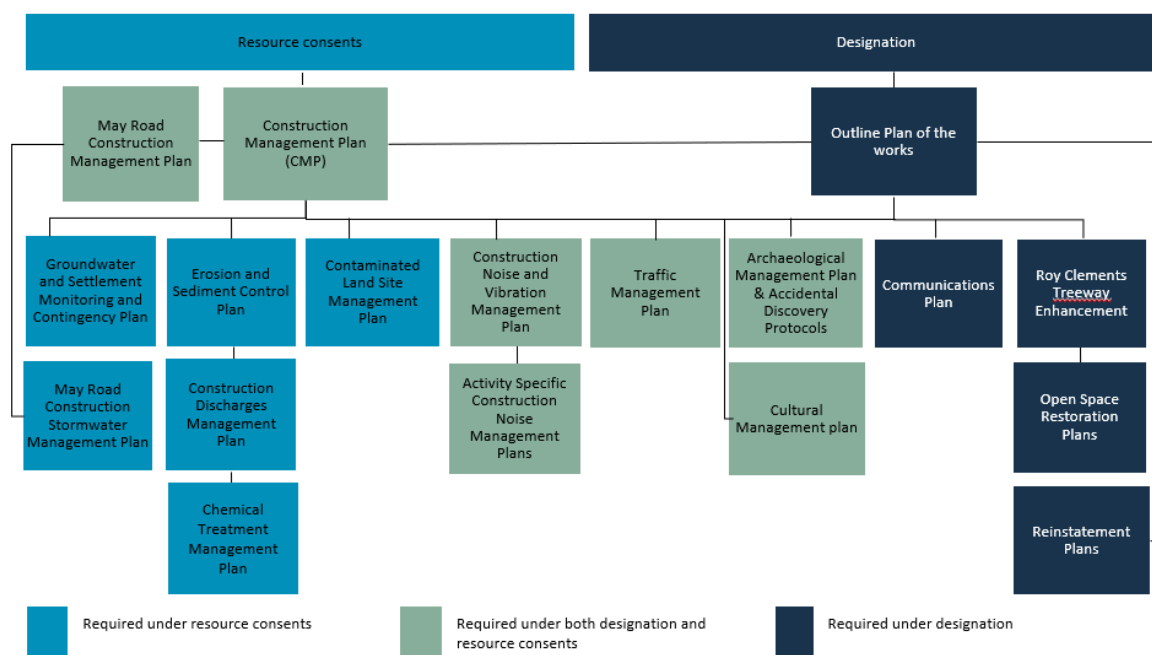 Resource consents
Designation
May Road
Construction
Management Plan
Construction
Management Plan
(CMP)
Outline Plan of the
works
Groundwater
and Settlement
Monitoring and
Contingency Plan
Erosion and
Sediment Control
Plan
Contaminated
Land Site
Management
Plan
Construction
Noise and
Vibration
Management
Plan
Traffic
Management
Plan
Archaeological
Management Plan
& Accidental
Discovery
Protocols
Communications
Plan
Roy Clements
Treeway
Enhancement
May Road
Construction
Stormwater
Management Plan
Construction
Discharges
Management
Plan
Activity Specific
Construction
Noise
Management
Plans
Cultural
Management plan
Open Space
Restoration
Plans
Chemical
Treatment
Management
Plan
Reinstatement
Plans
Required under resource consents
Required under both designation and
resource consents
Required under designation